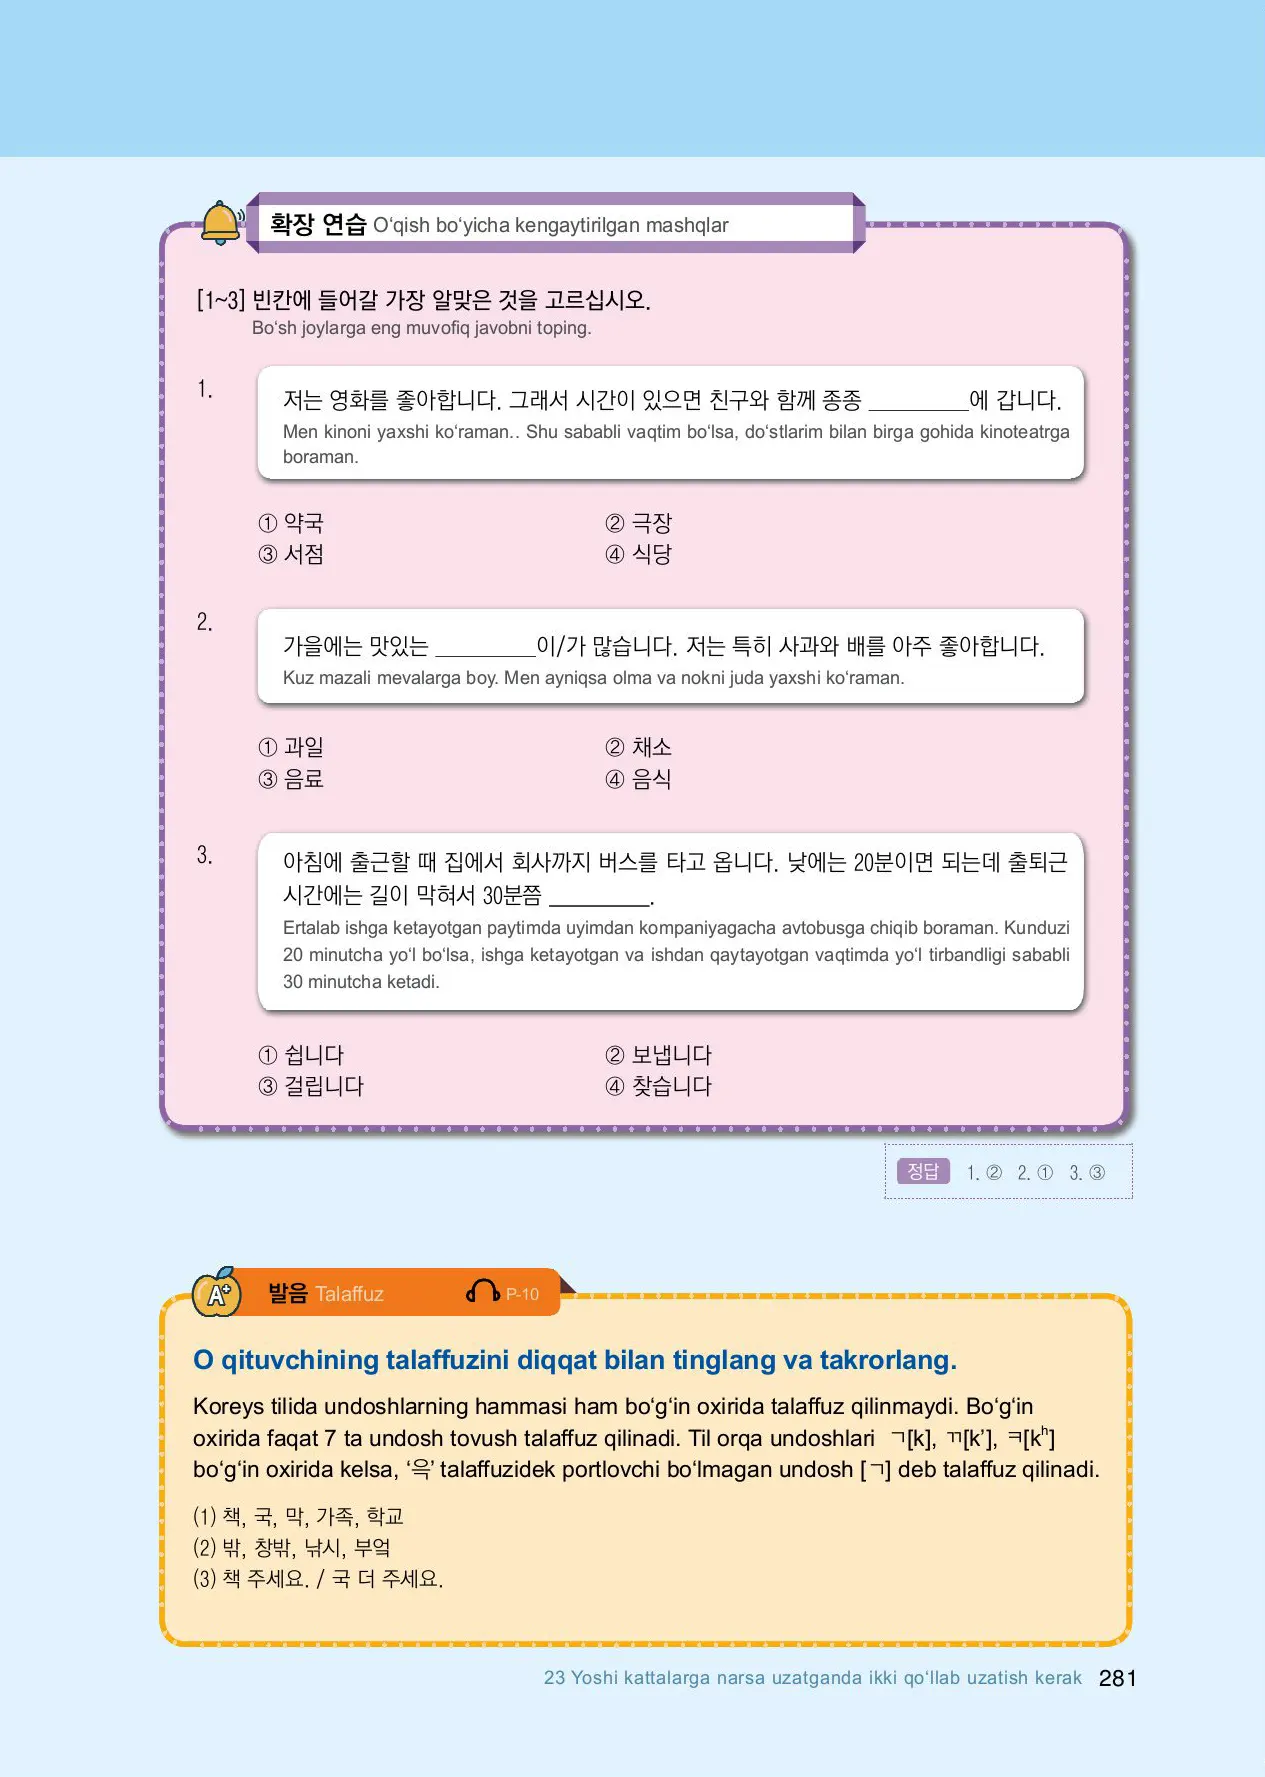 확장 연습 O‘qish bo‘yicha kengaytirilgan mashqlar
[1~3] 빈칸에 들어갈 가장 알맞은 것을 고르십시오.
Bo‘sh joylarga eng muvofiq javobni toping.
1.
저는 영화를 좋아합니다. 그래서 시간이 있으면 친구와 함께 종종 _________에 갑니다.
Men kinoni yaxshi ko‘raman.. Shu sababli vaqtim bo‘lsa, do‘stlarim bilan birga gohida kinoteatrga
boraman.
① 약국 ② 극장
③ 서점 ④ 식당
2.
가을에는 맛있는 _________이/가 많습니다. 저는 특히 사과와 배를 아주 좋아합니다.
Kuz mazali mevalarga boy. Men ayniqsa olma va nokni juda yaxshi ko‘raman.
① 과일 ② 채소
③ 음료 ④ 음식
3.
아침에 출근할 때 집에서 회사까지 버스를 타고 옵니다. 낮에는 20분이면 되는데 출퇴근
시간에는 길이 막혀서 30분쯤 _________.
Ertalab ishga ketayotgan paytimda uyimdan kompaniyagacha avtobusga chiqib boraman. Kunduzi
20 minutcha yo‘l bo‘lsa, ishga ketayotgan va ishdan qaytayotgan vaqtimda yo‘l tirbandligi sababli
30 minutcha ketadi.
① 쉽니다 ② 보냅니다
③ 걸립니다 ④ 찾습니다
정답 1. ② 2. ① 3. ③
A+ 발음 Talaffuz P-10
O qituvchining talaffuzini diqqat bilan tinglang va takrorlang.
Koreys tilida undoshlarning hammasi ham bo‘g‘in oxirida talaffuz qilinmaydi. Bo‘g‘in
oxirida faqat 7 ta undosh tovush talaffuz qilinadi. Til orqa undoshlari ㄱ[k], ㄲ[k’], ㅋ[kʰ]
bo‘g‘in oxirida kelsa, ‘윽’ talaffuzidek portlovchi bo‘lmagan undosh [ㄱ] deb talaffuz qilinadi.
(1) 책, 국, 막, 가족, 학교
(2) 밖, 창밖, 낚시, 부엌
(3) 책 주세요. / 국 더 주세요.
23 Yoshi kattalarga narsa uzatganda ikki qo‘llab uzatish kerak 281